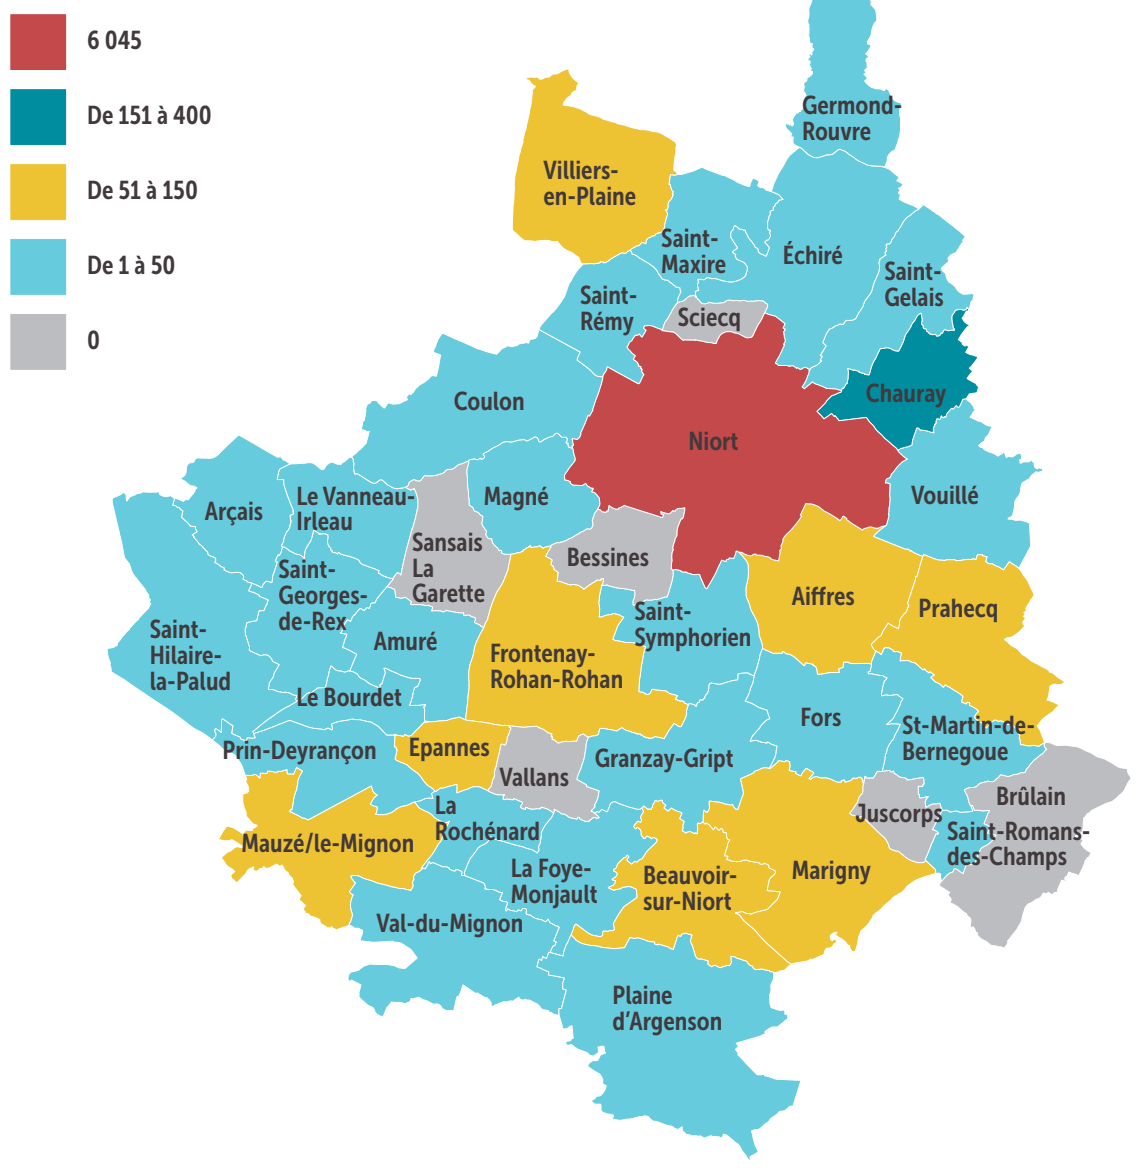 6 045
De 151 à 400
De 51 à 150
De 1 à 50
0
Germond-
Rouvre
Villiers-
en-Plaine
Saint-
Maxire
Échiré
Saint-
Gelais
Saint-
Rémy
Sciecq
Chauray
Coulon
Niort
Magné
Vouillé
Arçais
Le Vanneau-
Irleau
Sansais
La
Garette
Bessines
Saint-
Georges-
de-Rex
Aiffres
Prahecq
Saint-
Symphorien
Saint-
Hilaire-
la-Palud
Amuré
Frontenay-
Rohan-Rohan
Le Bourdet
Fors
St-Martin-de-
Bernegoue
Prin-Deyrançon
Epannes
Vallans
Granzay-Gript
Brûlain
La
Rochénard
Juscorps
Saint-Romans-
des-Champs
Mauzé/le-Mignon
La Foye-
Monjault
Beauvoir-
sur-Niort
Marigny
Val-du-Mignon
Plaine
d'Argenson